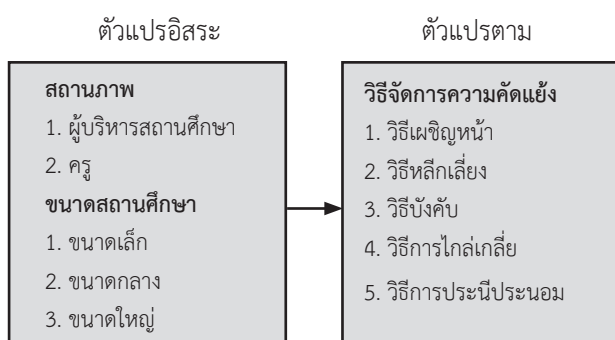 ตัวแปรอิสระ
สถานภาพ
1. ผู้บริหารสถานศึกษา
2. ครู
ขนาดสถานศึกษา
1. ขนาดเล็ก
2. ขนาดกลาง
3. ขนาดใหญ่
ตัวแปรตาม
วิธีจัดการความคัดแย้ง
1. วิธีเผชิญหน้า
2. วิธีหลีกเลี่ยง
3. วิธีบังคับ
4. วิธีการไกล่เกลี่ย
5. วิธีการประนีประนอม